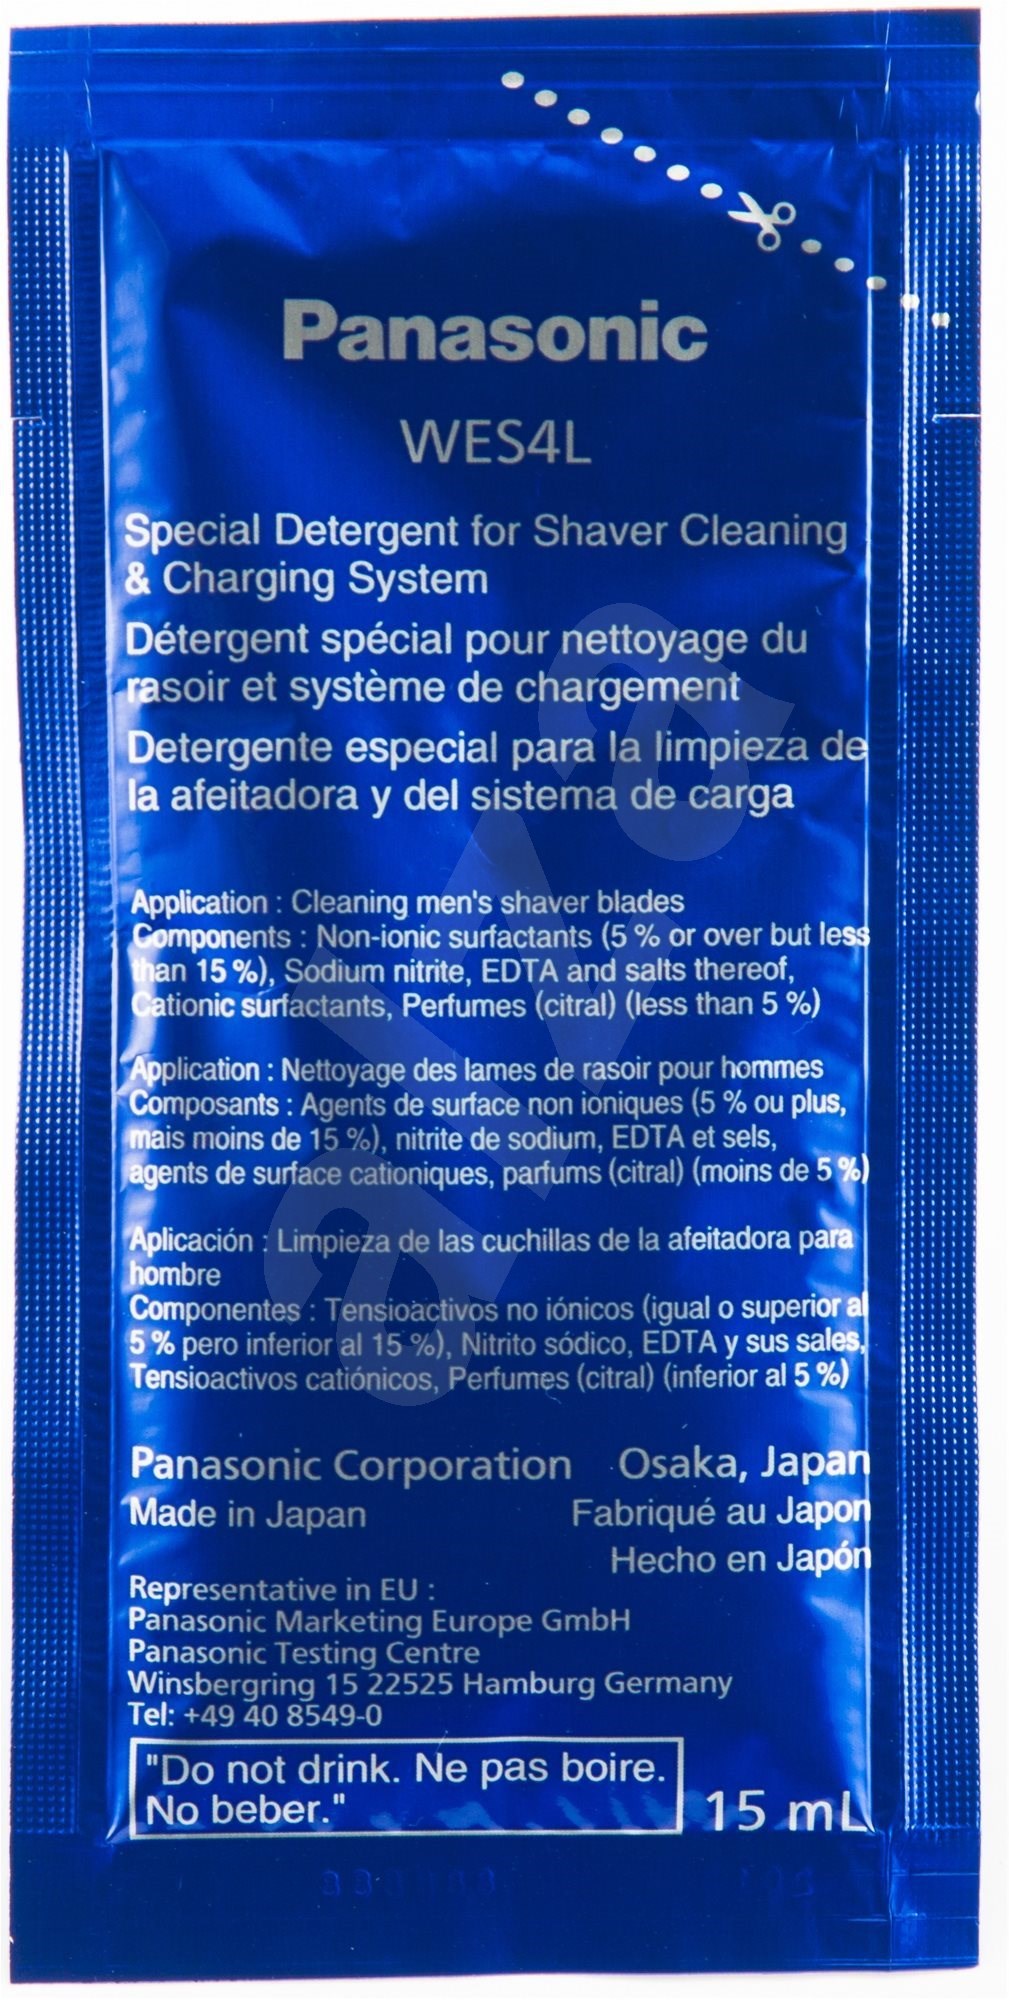 Panasonic
WES4L
Special Detergent for Shaver Cleaning
& Charging System
Détergent spécial pour nettoyage du
rasoir et système de chargement
Detergente especial para la limpieza de
la afeitadora y del sistema de carga
Application : Cleaning men's shaver blades
Components : Non-ionic surfactants (5 % or over but less
than 15 %), Sodium nitrite, EDTA and salts thereof,
Cationic surfactants, Perfumes (citral) (less than 5 %)
Application : Nettoyage des lames de rasoir pour hommes
Composants : Agents de surface non ioniques (5 % ou plus,
mais moins de 15 %), nitrite de sodium, EDTA et sels,
agents de surface cationiques, parfums (citral) (moins de 5 %)
Aplicación : Limpieza de las cuchillas de la afeitadora para
hombre
Componentes : Tensioactivos no iónicos (igual o superior al
5 % pero inferior al 15 %), Nitrito sódico, EDTA y sus sales,
Tensioactivos catiónicos, Perfumes (citral) (inferior al 5 %)
Panasonic Corporation Osaka, Japan
Made in Japan Fabriqué au Japon
Hecho en Japón
Representative in EU :
Panasonic Marketing Europe GmbH
Panasonic Testing Centre
Winsbergring 15 22525 Hamburg Germany
Tel: +49 40 8549-0
"Do not drink. Ne pas boire.
No beber."
15 mL
alza